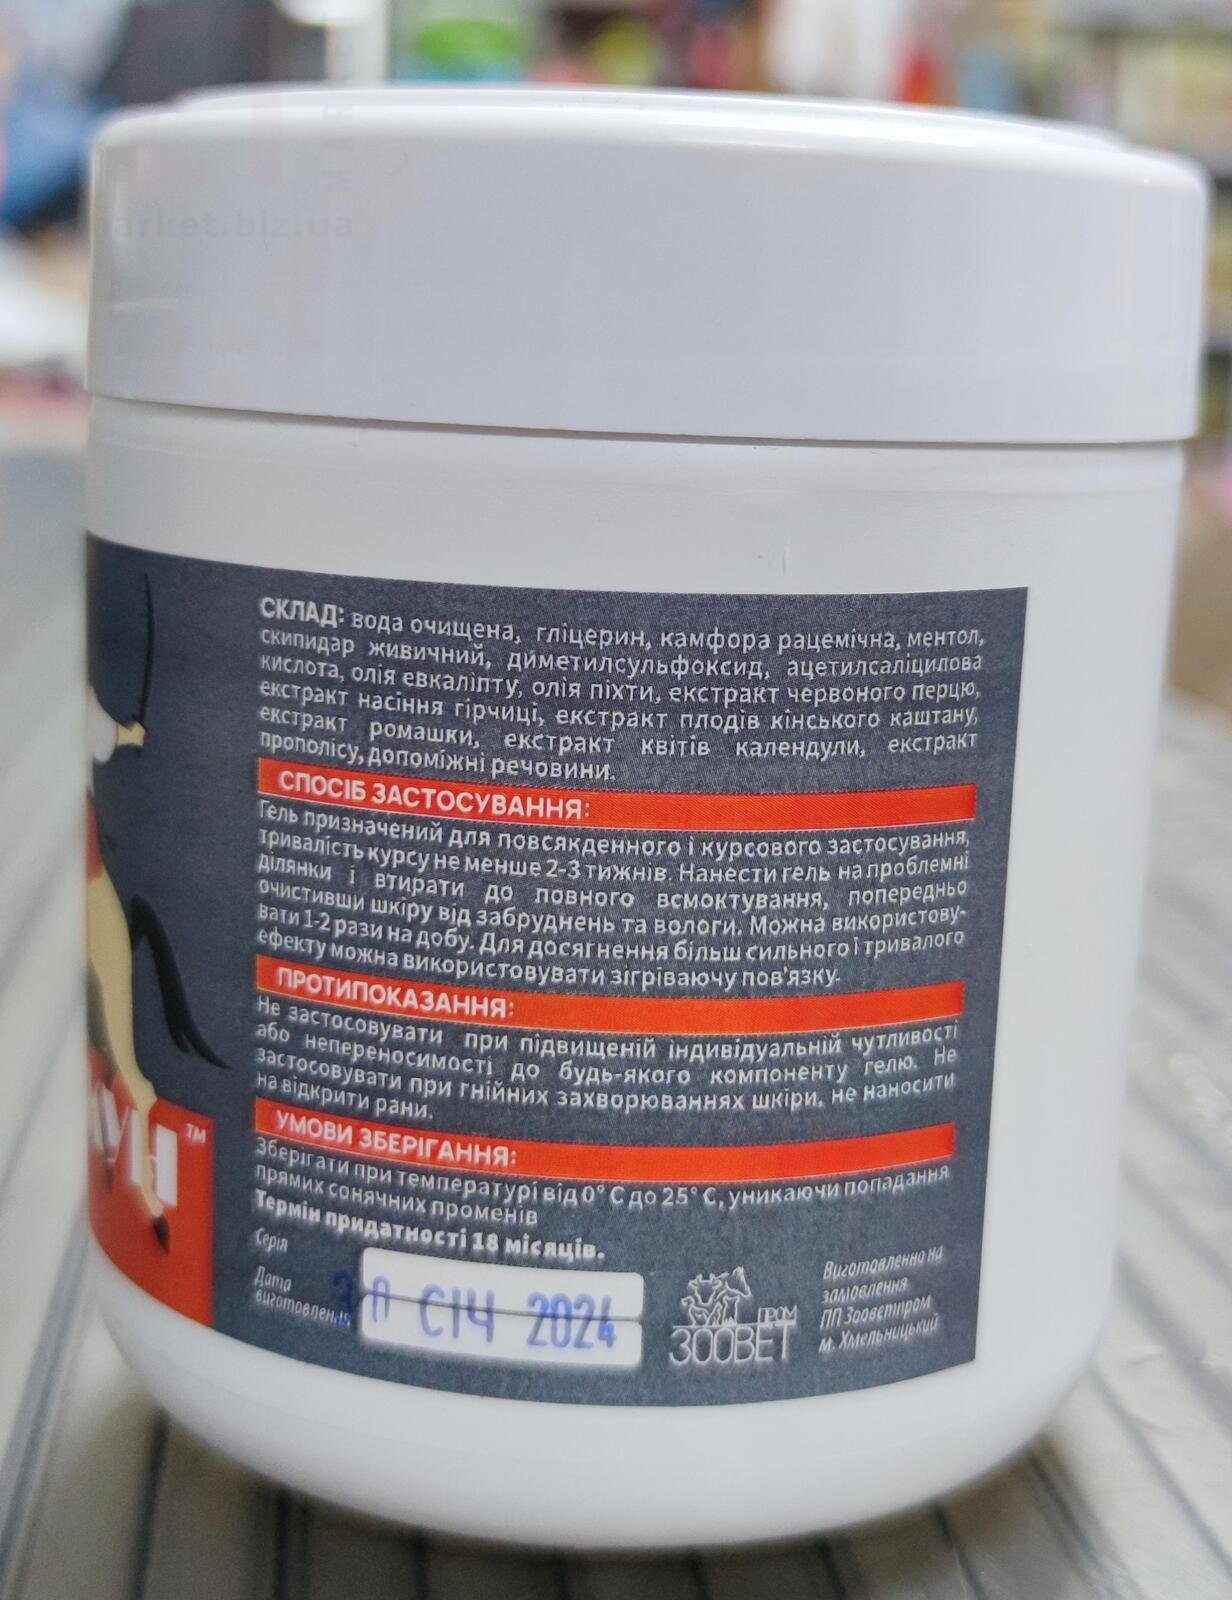 MARKET
market.biz.ua
СКЛАД: вода очищена, гліцерин, камфора рацемічна, ментол,
скипидар живичний, диметилсульфоксид, ацетилсаліцилова
кислота, олія евкаліпту, олія піхти, екстракт червоного перцю,
екстракт насіння гірчиці, екстракт плодів кінського каштану,
екстракт ромашки, екстракт квітів календули, екстракт
прополісу, допоміжні речовини.
СПОСІБ ЗАСТОСУВАННЯ:
Гель призначений для повсякденного і курсового застосування,
тривалість курсу не менше 2-3 тижнів. Нанести гель на проблемні
ділянки і втирати до повного всмоктування, попередньо
очистивши шкіру від забруднень та вологи. Можна використову-
вати 1-2 рази на добу. Для досягнення більш сильного і тривалого
ефекту можна використовувати зігріваючу пов'язку.
ПРОТИПОКАЗАННЯ:
Не застосовувати при підвищеній індивідуальній чутливості
або непереносимості до будь-якого компоненту гелю. Не
застосовувати при гнійних захворюваннях шкіри. не наносити
на відкриті рани.
УМОВИ ЗБЕРІГАННЯ:
Зберігати при температурі від 0° С до 25° С, уникаючи попадання
прямих сонячних променів
Термін придатності 18 місяців.
Серія
Дата
виготовлення
СІЧ 2024
ПРОМ
ЗООВЕТ
Виготовленно на
замовлення
ПП Зооветпром
м. Хмельницький
кун™